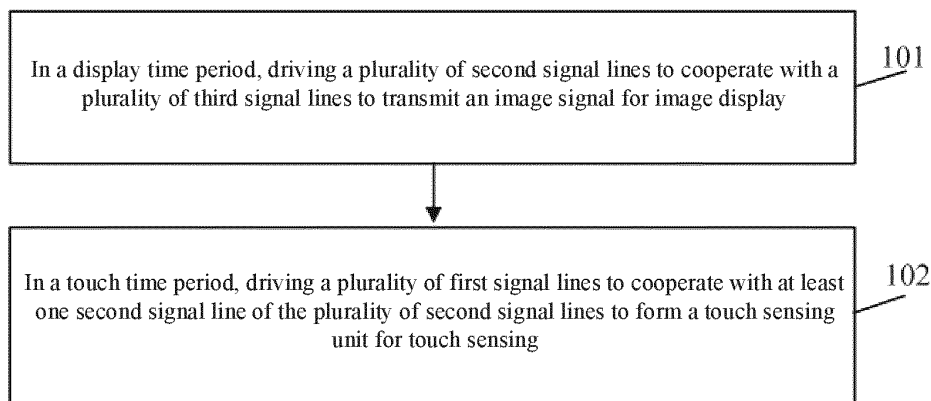 In a display time period, driving a plurality of second signal lines to cooperate with a
plurality of third signal lines to transmit an image signal for image display
101
In a touch time period, driving a plurality of first signal lines to cooperate with at least
one second signal line of the plurality of second signal lines to form a touch sensing
unit for touch sensing
102